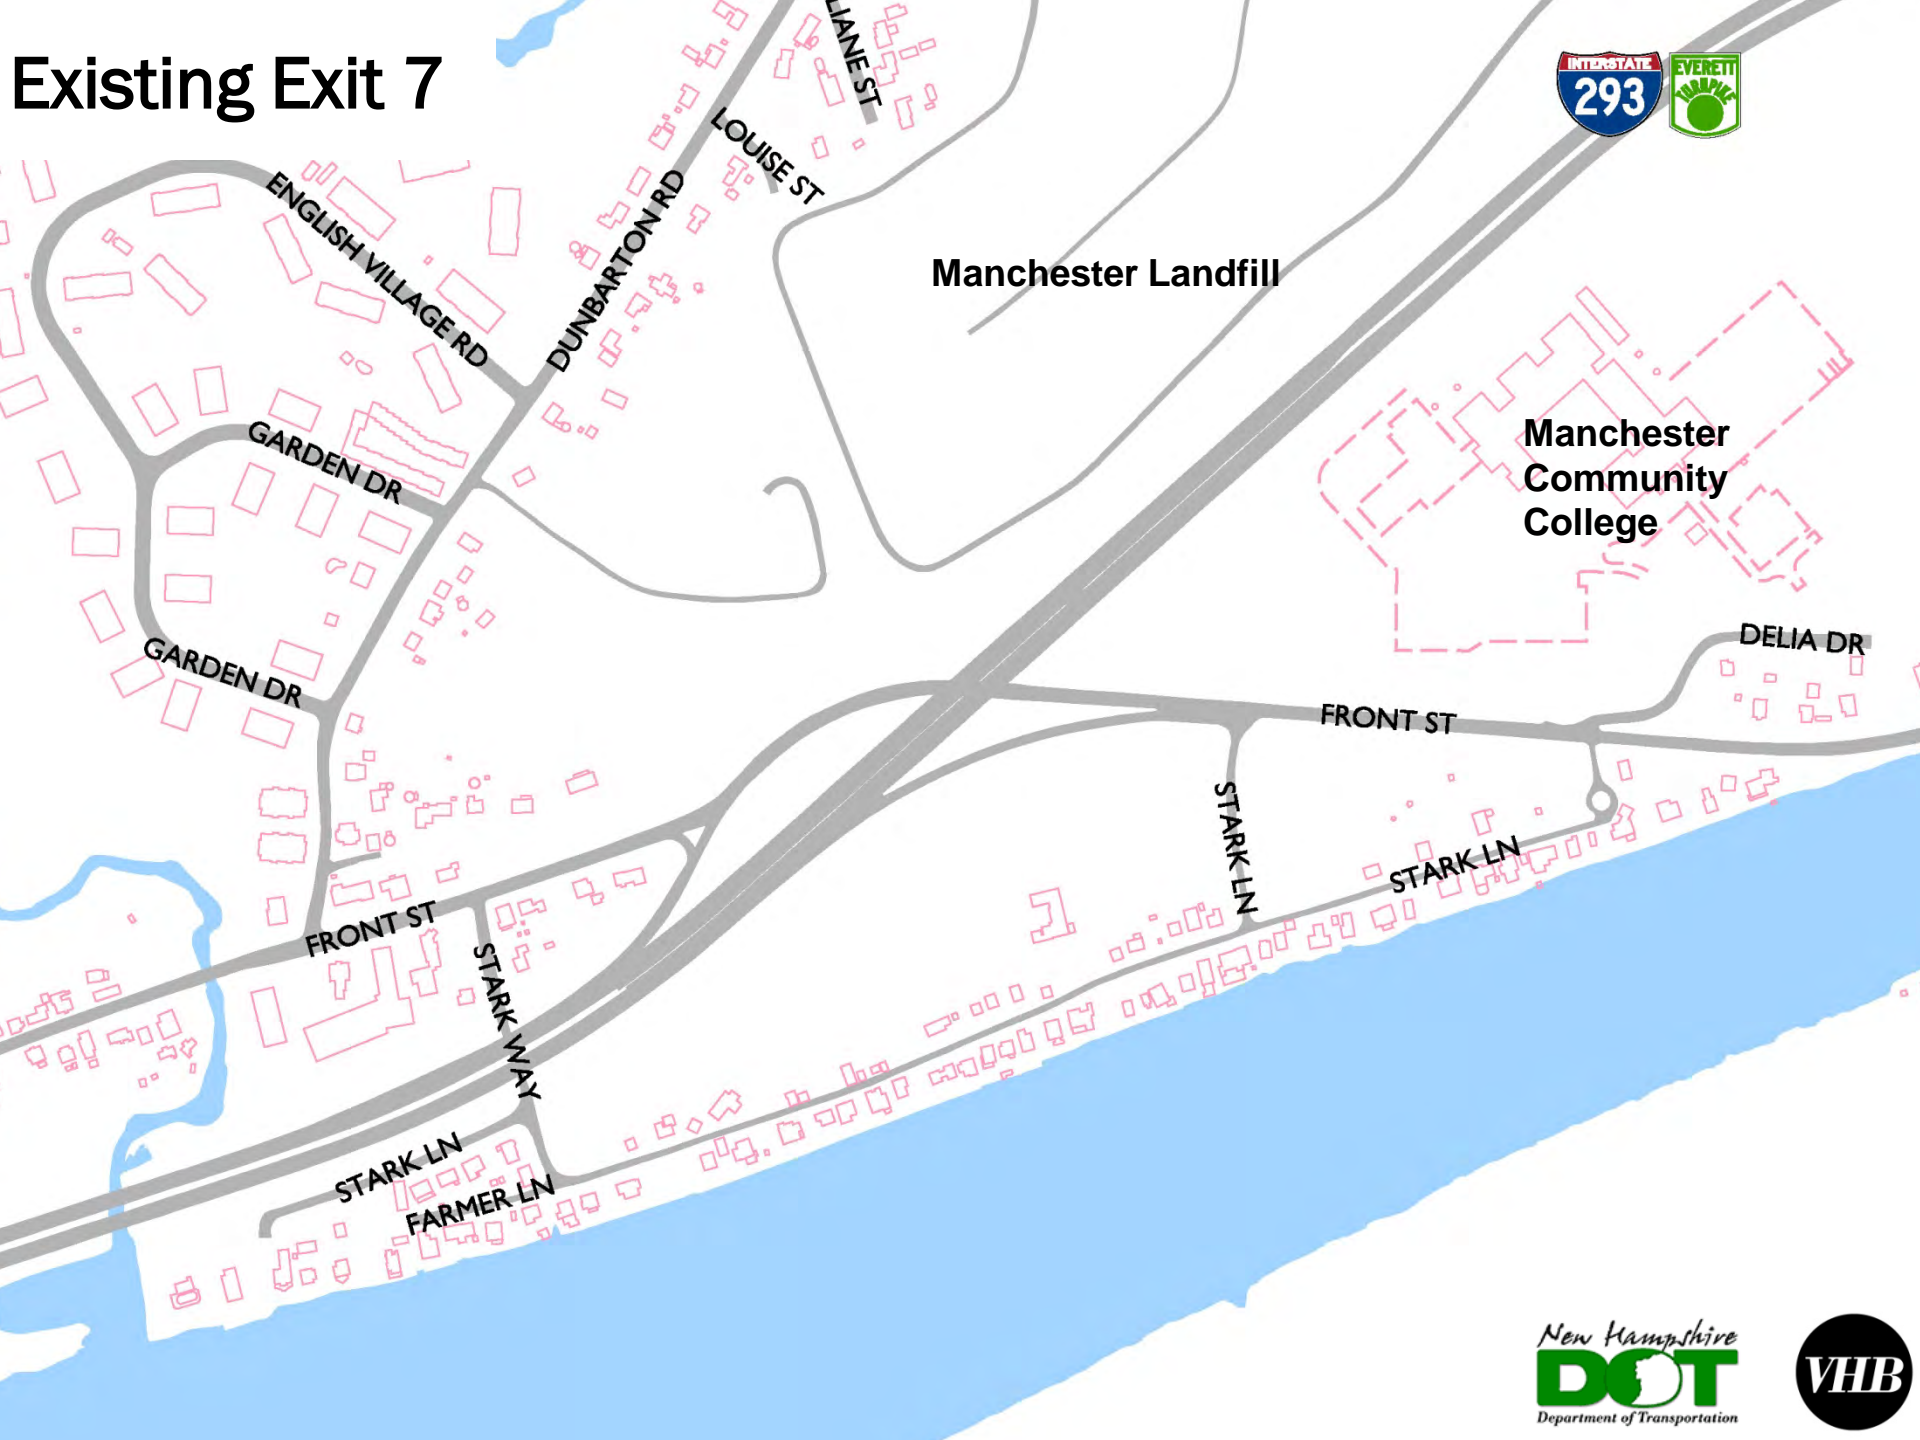 Existing Exit 7
LIANE ST
INTERSTATE
293
EVERETT
TURNPIKE
LOUISE ST
ENGLISH VILLAGE RD
DUNBARTON RD
Manchester Landfill
GARDEN DR
Manchester
Community
College
GARDEN DR
DELIA DR
FRONT ST
STARK LN
STARK LN
FRONT ST
STARK WAY
STARK LN
FARMER LN
New Hampshire
DOT
Department of Transportation
VHB